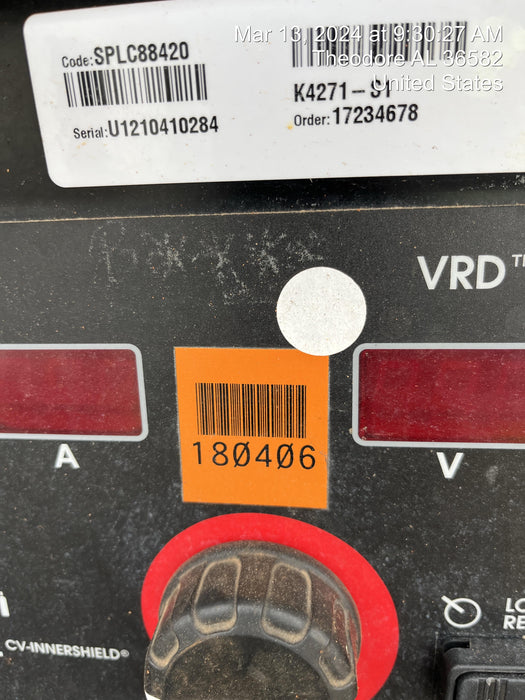 Mar 13, 2024 at 9:30:27 AM
Theodore AL 36582
United States
Code: SPLC88420
Serial: U1210410284
K4271-S1
Order: 17234678
VRD
A
180406
V
CV-INNERSHIELD®